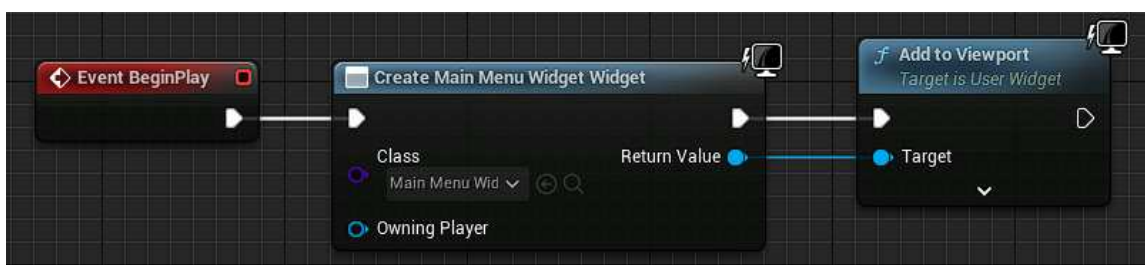 Event BeginPlay
Create Main Menu Widget Widget
Class
Main Menu Wid
Return Value
Owning Player
f Add to Viewport
Target is User Widget
Target